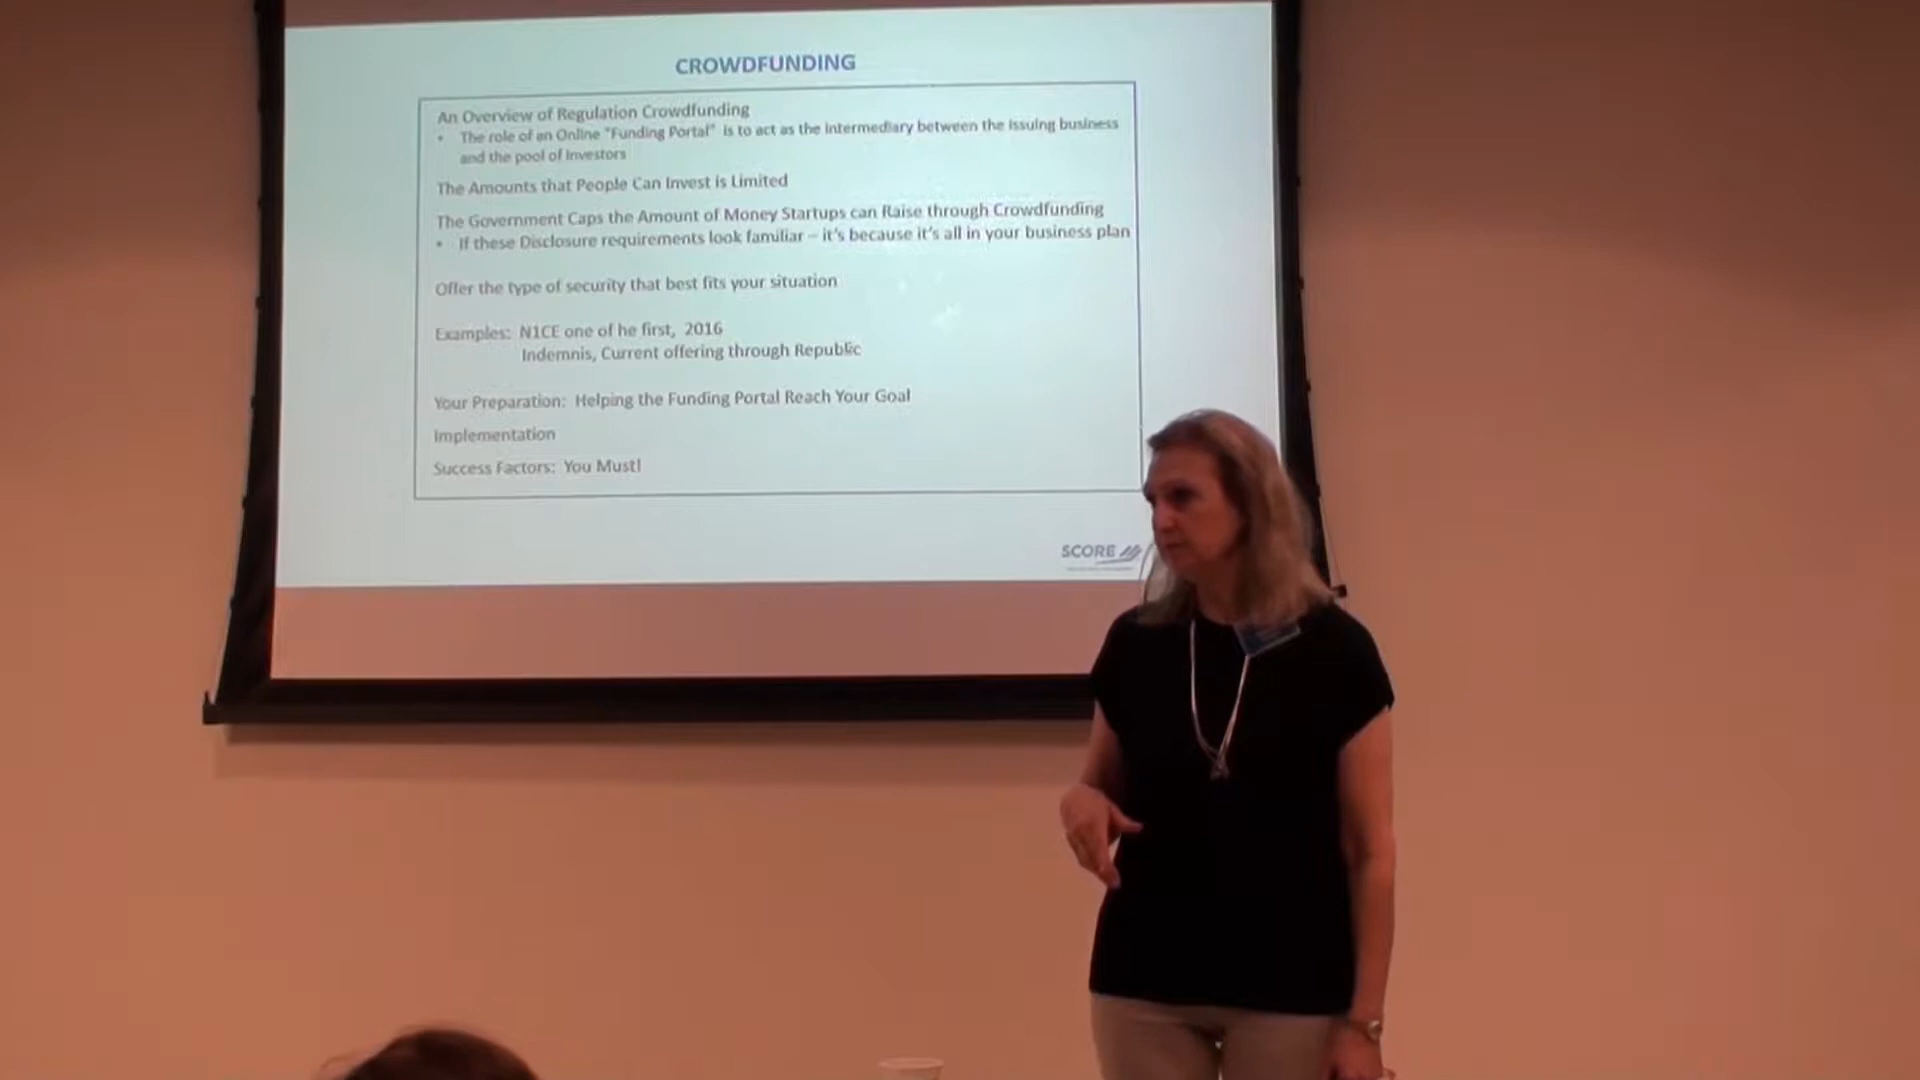 CROWDFUNDING
An Overview of Regulation Crowdfunding
• The role of an Online "Funding Portal" is to act as the intermediary between the issuing business
and the pool of Investors
The Amounts that People Can Invest is Limited
The Government Caps the Amount of Money Startups can Raise through Crowdfunding
• If these Disclosure requirements look familiar – it's because it's all in your business plan
Offer the type of security that best fits your situation
Examples: N1CE one of he first, 2016
Indemnis, Current offering through Republic
Your Preparation: Helping the Funding Portal Reach Your Goal
Implementation
Success Factors: You Must!
SCORE